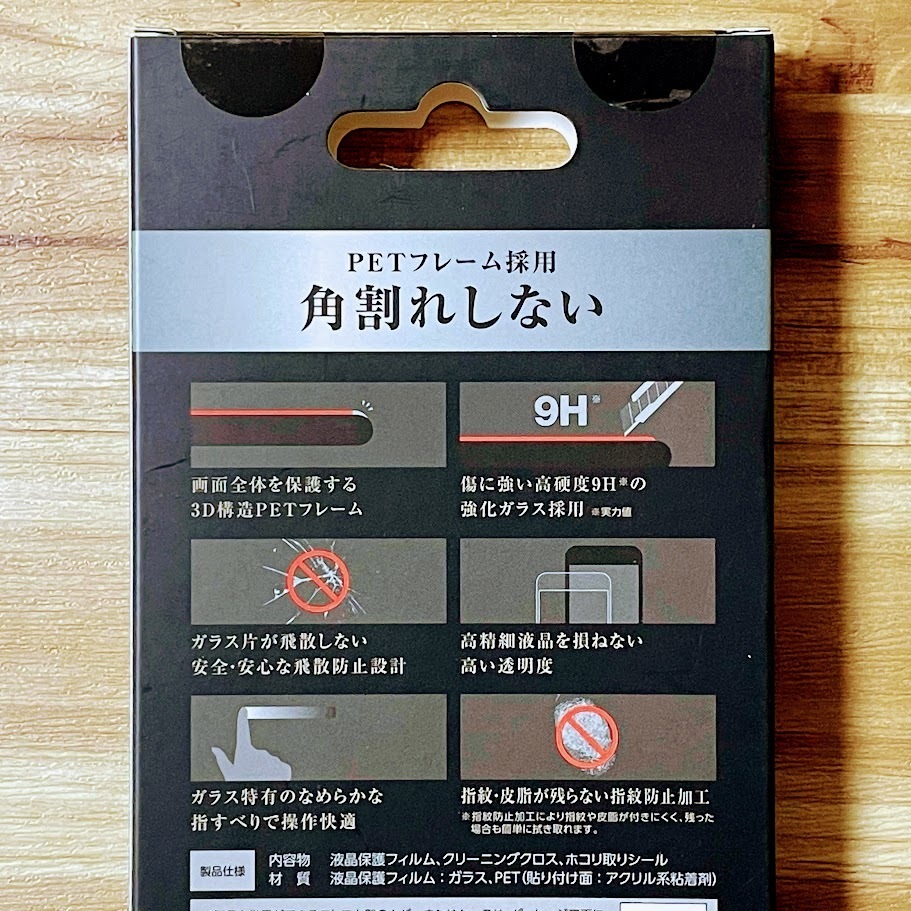 PETフレーム採用
角割れしない
9H※
画面全体を保護する
3D構造PETフレーム
傷に強い高硬度9H※の
強化ガラス採用 ※実力値
ガラス片が飛散しない
安全・安心な飛散防止設計
高精細液晶を損ねない
高い透明度
ガラス特有のなめらかな
指すべりで操作快適
指紋・皮脂が残らない指紋防止加工
※指紋防止加工により指紋や皮脂が付きにくく、残った
場合も簡単に拭き取れます。
製品仕様
内容物 液晶保護フィルム、クリーニングクロス、ホコリ取りシール
材質 液晶保護フィルム：ガラス、PET（貼り付け面：アクリル系粘着剤）